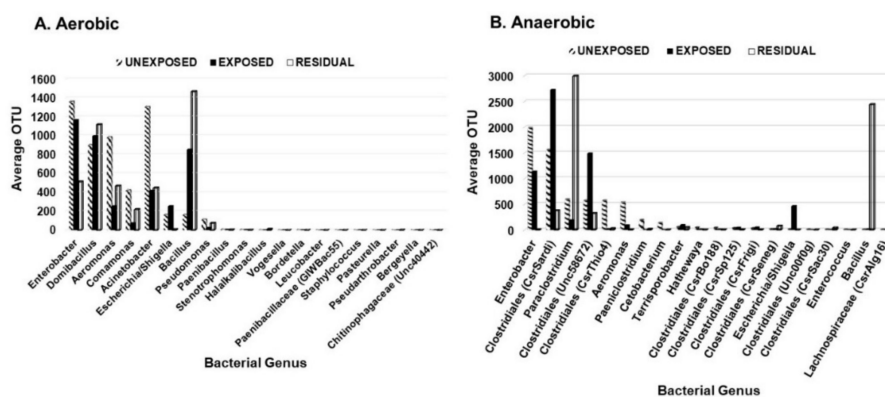 A. Aerobic
UNEXPOSED EXPOSED RESIDUAL
1600
1400
1200
1000
800
600
400
200
0
Average OTU
Enterobacter
Domibacillus
Aeromonas
Comamonas
Acinetobacter
Escherichia/Shigella
Bacillus
Pseudomonas
Paenibacillus
Stenotrophomonas
Halalkalibacillus
Vogesella
Bordetella
Leucobacter
Paenibacillaceae (GIWBac55)
Staphylococcus
Pasteurella
Pseudarthrobacter
Bergeyella
Chitinophagaceae (Unc40442)
Bacterial Genus
B. Anaerobic
UNEXPOSED EXPOSED RESIDUAL
3000
2500
2000
1500
1000
500
0
Average OTU
Enterobacter
Clostridiales (CsrSardi)
Paraclostridium
Clostridiales (Unc58672)
Clostridiales (CsrThio4)
Aeromonas
Paeniclostridium
Cetobacterium
Terrisporobacter
Hathewaya
Clostridiales (CsrBo188)
Clostridiales (CsrSp125)
Clostridiales (CsrFrigi)
Clostridiales (CsrSeneg)
Escherichia/Shigella
Clostridiales (Unc00f0g)
Clostridiales (CsrSac30)
Enterococcus
Bacillus
Lachnospiraceae (CsrAlg16)
Bacterial Genus